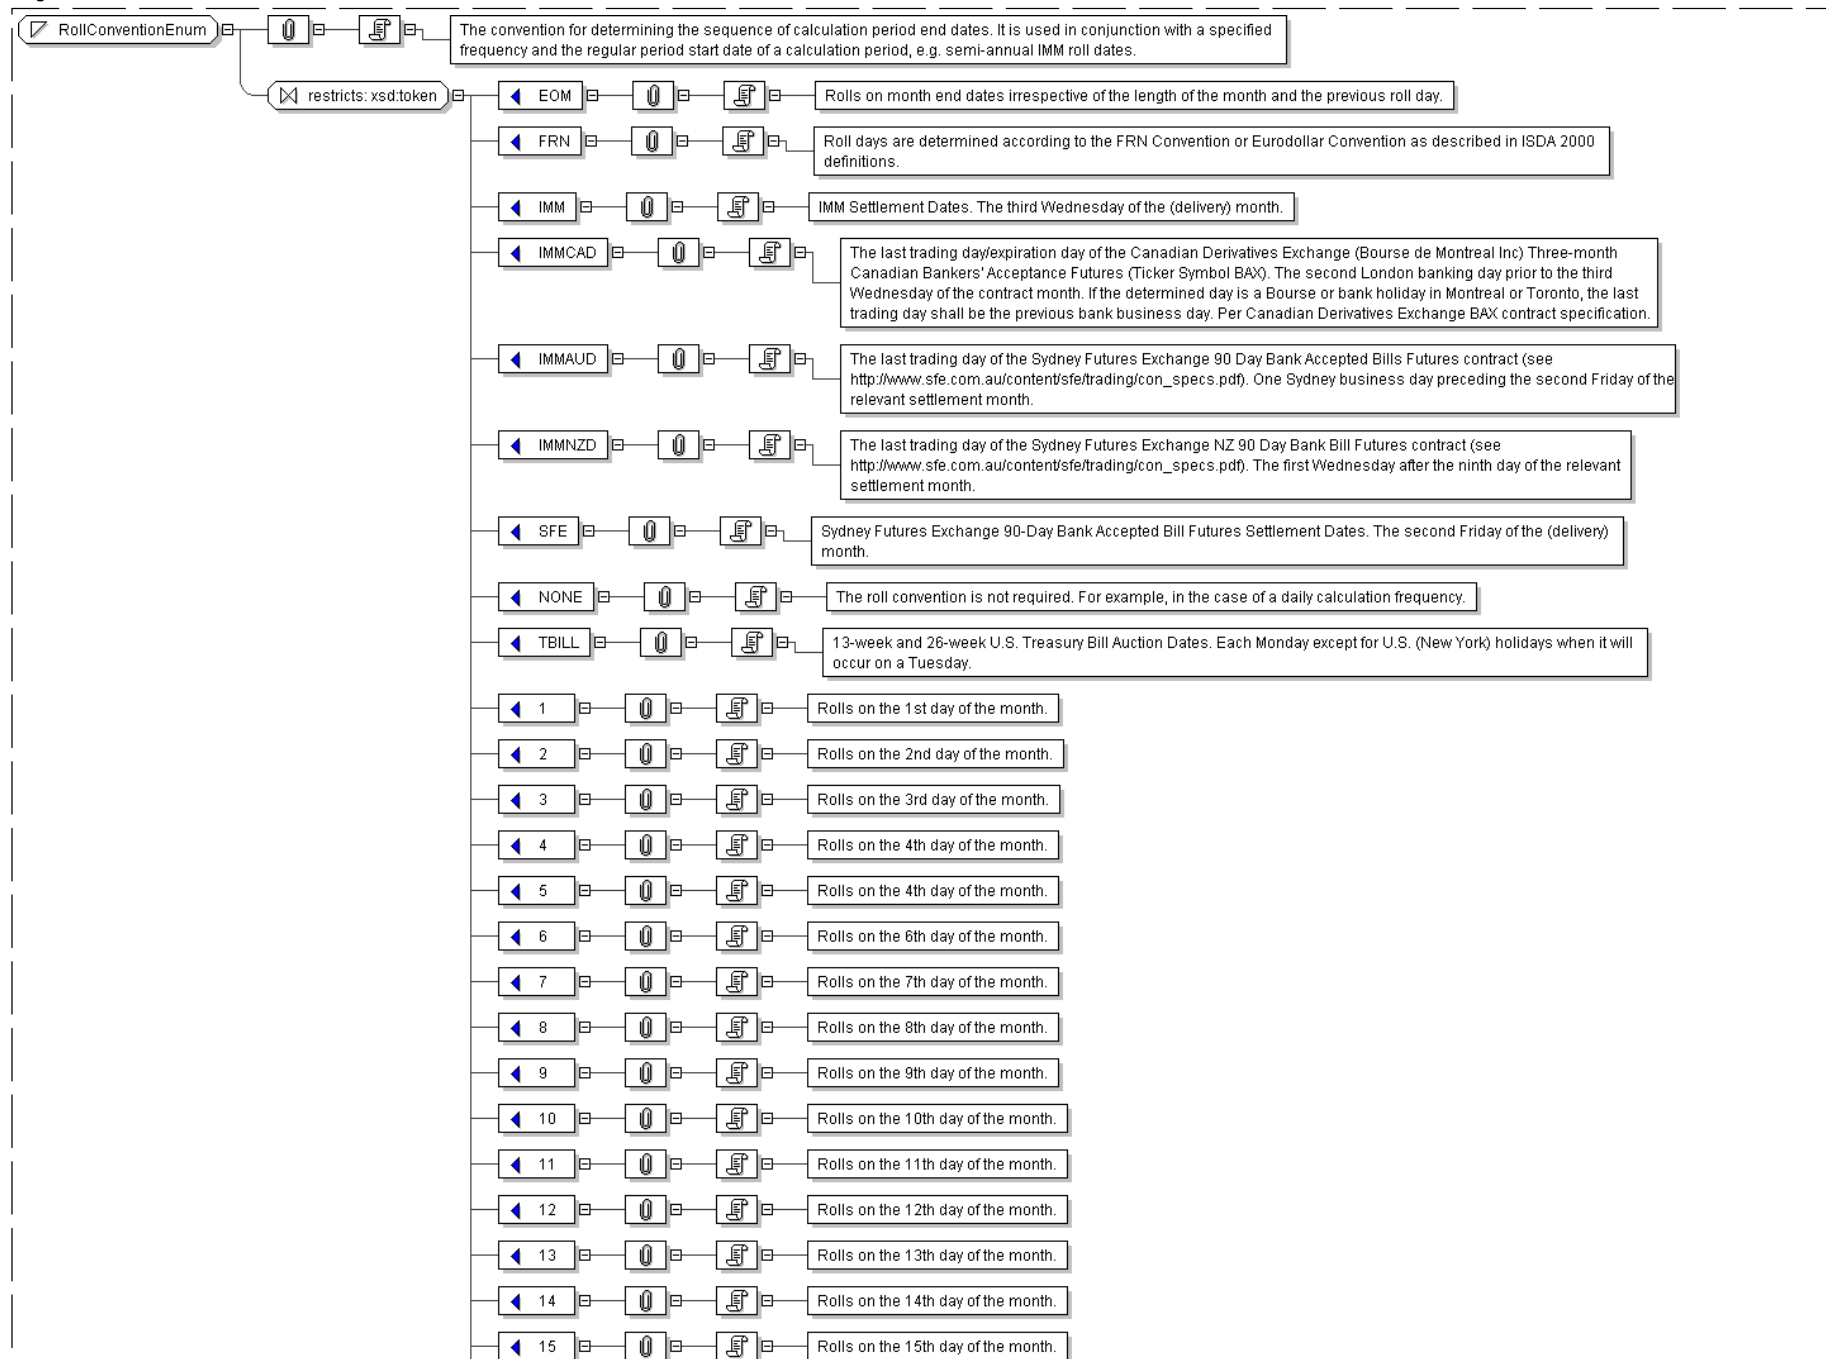 RollConventionEnum
The convention for determining the sequence of calculation period end dates. It is used in conjunction with a specified
frequency and the regular period start date of a calculation period, e.g. semi-annual IMM roll dates.
restricts: xsd:token
EOM
Rolls on month end dates irrespective of the length of the month and the previous roll day.
FRN
Roll days are determined according to the FRN Convention or Eurodollar Convention as described in ISDA 2000
definitions.
IMM
IMM Settlement Dates. The third Wednesday of the (delivery) month.
IMMCAD
The last trading day/expiration day of the Canadian Derivatives Exchange (Bourse de Montreal Inc) Three-month
Canadian Bankers' Acceptance Futures (Ticker Symbol BAX). The second London banking day prior to the third
Wednesday of the contract month. If the determined day is a Bourse or bank holiday in Montreal or Toronto, the last
trading day shall be the previous bank business day. Per Canadian Derivatives Exchange BAX contract specification.
IMMAUD
The last trading day of the Sydney Futures Exchange 90 Day Bank Accepted Bills Futures contract (see
http://www.sfe.com.au/content/sfe/trading/con_specs.pdf). One Sydney business day preceding the second Friday of the
relevant settlement month.
IMMNZD
The last trading day of the Sydney Futures Exchange NZ 90 Day Bank Bill Futures contract (see
http://www.sfe.com.au/content/sfe/trading/con_specs.pdf). The first Wednesday after the ninth day of the relevant
settlement month.
SFE
Sydney Futures Exchange 90-Day Bank Accepted Bill Futures Settlement Dates. The second Friday of the (delivery)
month.
NONE
The roll convention is not required. For example, in the case of a daily calculation frequency.
TBILL
13-week and 26-week U.S. Treasury Bill Auction Dates. Each Monday except for U.S. (New York) holidays when it will
occur on a Tuesday.
1
Rolls on the 1st day of the month.
2
Rolls on the 2nd day of the month.
3
Rolls on the 3rd day of the month.
4
Rolls on the 4th day of the month.
5
Rolls on the 4th day of the month.
6
Rolls on the 6th day of the month.
7
Rolls on the 7th day of the month.
8
Rolls on the 8th day of the month.
9
Rolls on the 9th day of the month.
10
Rolls on the 10th day of the month.
11
Rolls on the 11th day of the month.
12
Rolls on the 12th day of the month.
13
Rolls on the 13th day of the month.
14
Rolls on the 14th day of the month.
15
Rolls on the 15th day of the month.